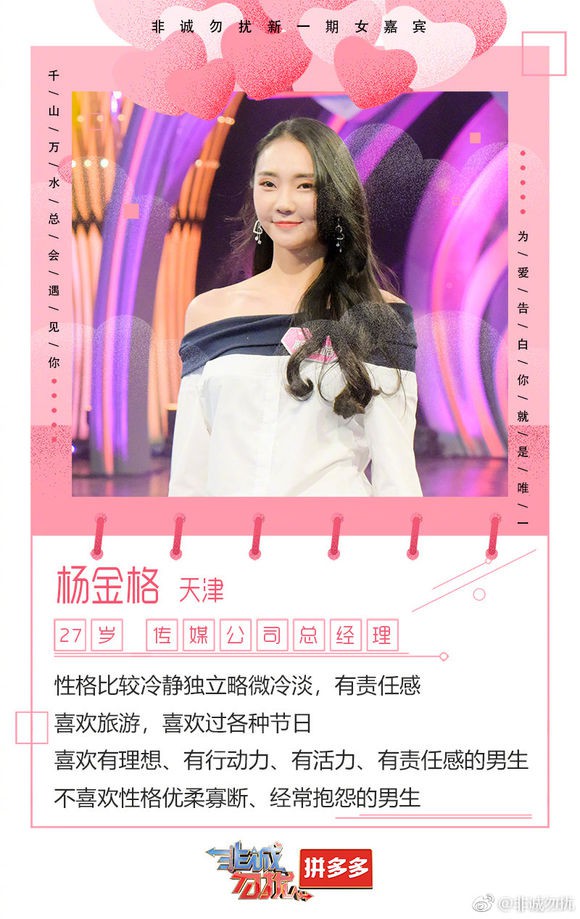 非诚勿扰新一期女嘉宾
千/山/万/水/总/会/遇/见/你
为/爱/告/白/你/就/是/唯/一
杨金格 天津
27岁 传媒公司总经理
性格比较冷静独立略微冷淡，有责任感
喜欢旅游，喜欢过各种节日
喜欢有理想、有行动力、有活力、有责任感的男生
不喜欢性格优柔寡断、经常抱怨的男生
非诚勿扰 拼多多
@非诚勿扰